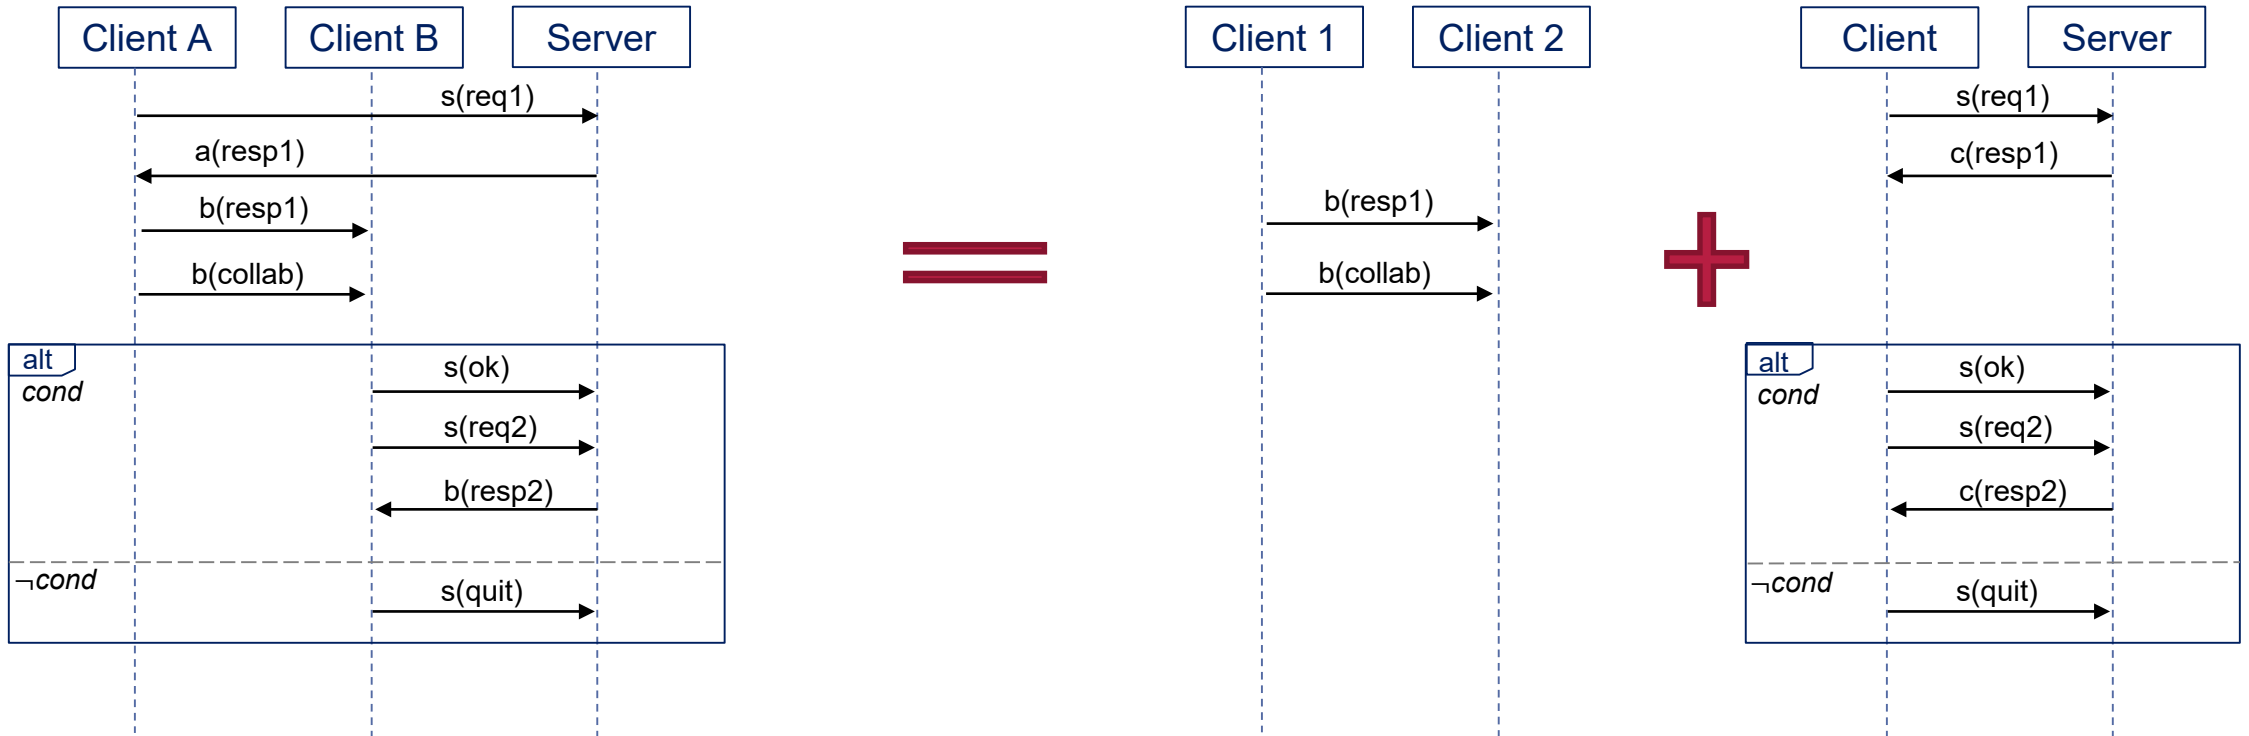 Client A
Client B
Server
s(req1)
a(resp1)
b(resp1)
b(collab)
alt
cond
s(ok)
s(req2)
b(resp2)
¬cond
s(quit)
Client 1
Client 2
b(resp1)
b(collab)
Client
Server
s(req1)
c(resp1)
alt
cond
s(ok)
s(req2)
c(resp2)
¬cond
s(quit)